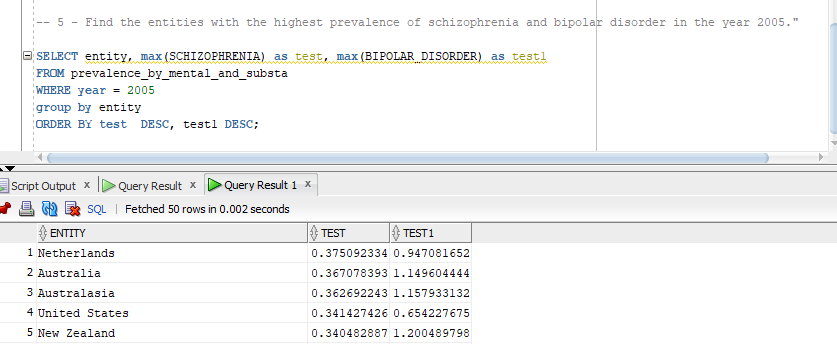 -- 5 - Find the entities with the highest prevalence of schizophrenia and bipolar disorder in the year 2005."
SELECT entity, max(SCHIZOPHRENIA) as test, max(BIPOLAR_DISORDER) as test1
FROM prevalence_by_mental_and_substa
WHERE year = 2005
group by entity
ORDER BY test  DESC, test1 DESC;
Script Output x Query Result x Query Result 1 x
SQL | Fetched 50 rows in 0.002 seconds
ENTITY TEST TEST1
1 Netherlands 0.375092334 0.947081652
2 Australia 0.367078393 1.149604444
3 Australasia 0.362692243 1.157933132
4 United States 0.341427426 0.654227675
5 New Zealand 0.340482887 1.200489798